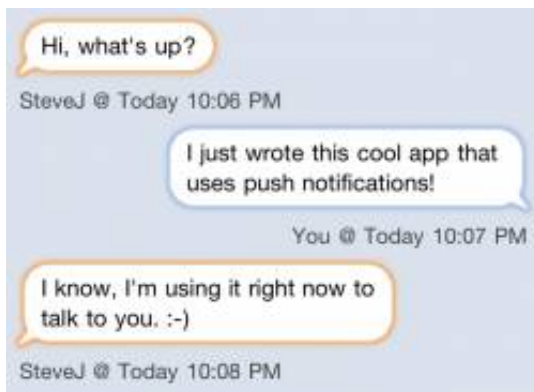 Hi, what's up?
SteveJ @ Today 10:06 PM
I just wrote this cool app that
uses push notifications!
You @ Today 10:07 PM
I know, I'm using it right now to
talk to you. :-)
SteveJ @ Today 10:08 PM